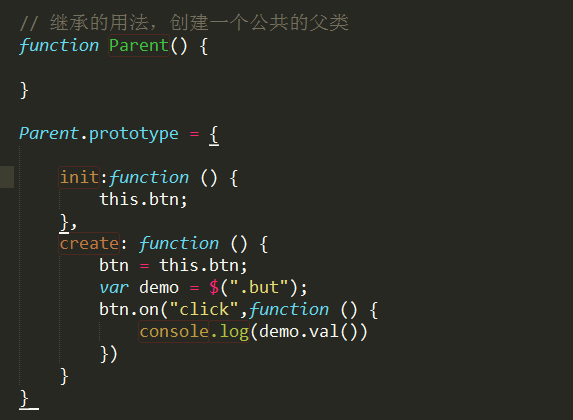 // 继承的用法，创建一个公共的父类
function Parent() {
}
Parent.prototype = {
init:function () {
this.btn;
},
create: function () {
btn = this.btn;
var demo = $(".but");
btn.on("click",function () {
console.log(demo.val())
})
}
}